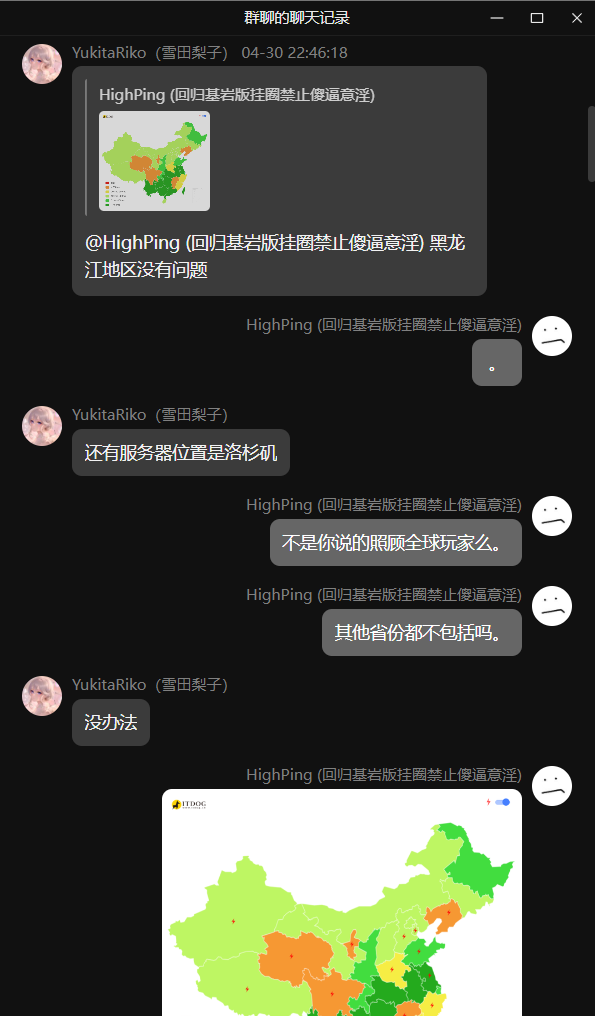 群聊的聊天记录
YukitaRiko（雪田梨子） 04-30 22:46:18
HighPing (回归基岩版挂圈禁止傻逼意淫)
@HighPing (回归基岩版挂圈禁止傻逼意淫) 黑龙
江地区没有问题
HighPing (回归基岩版挂圈禁止傻逼意淫)
。
YukitaRiko（雪田梨子）
还有服务器位置是洛杉矶
HighPing (回归基岩版挂圈禁止傻逼意淫)
不是你说的照顾全球玩家么。
HighPing (回归基岩版挂圈禁止傻逼意淫)
其他省份都不包括吗。
YukitaRiko（雪田梨子）
没办法
HighPing (回归基岩版挂圈禁止傻逼意淫)
ITDOG